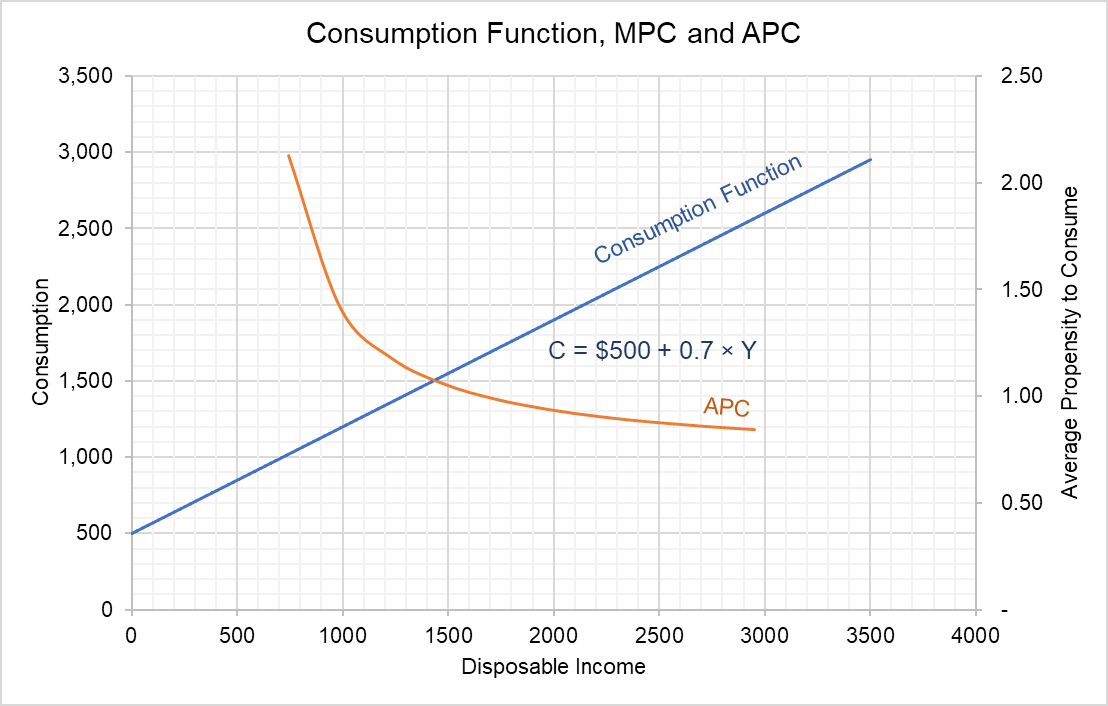 Consumption Function, MPC and APC
3,500
3,000
2,500
2,000
1,500
1,000
500
0
Consumption
2.50
2.00
1.50
1.00
0.50
-
Average Propensity to Consume
Consumption Function
C = $500 + 0.7 × Y
APC
0 500 1000 1500 2000 2500 3000 3500 4000
Disposable Income